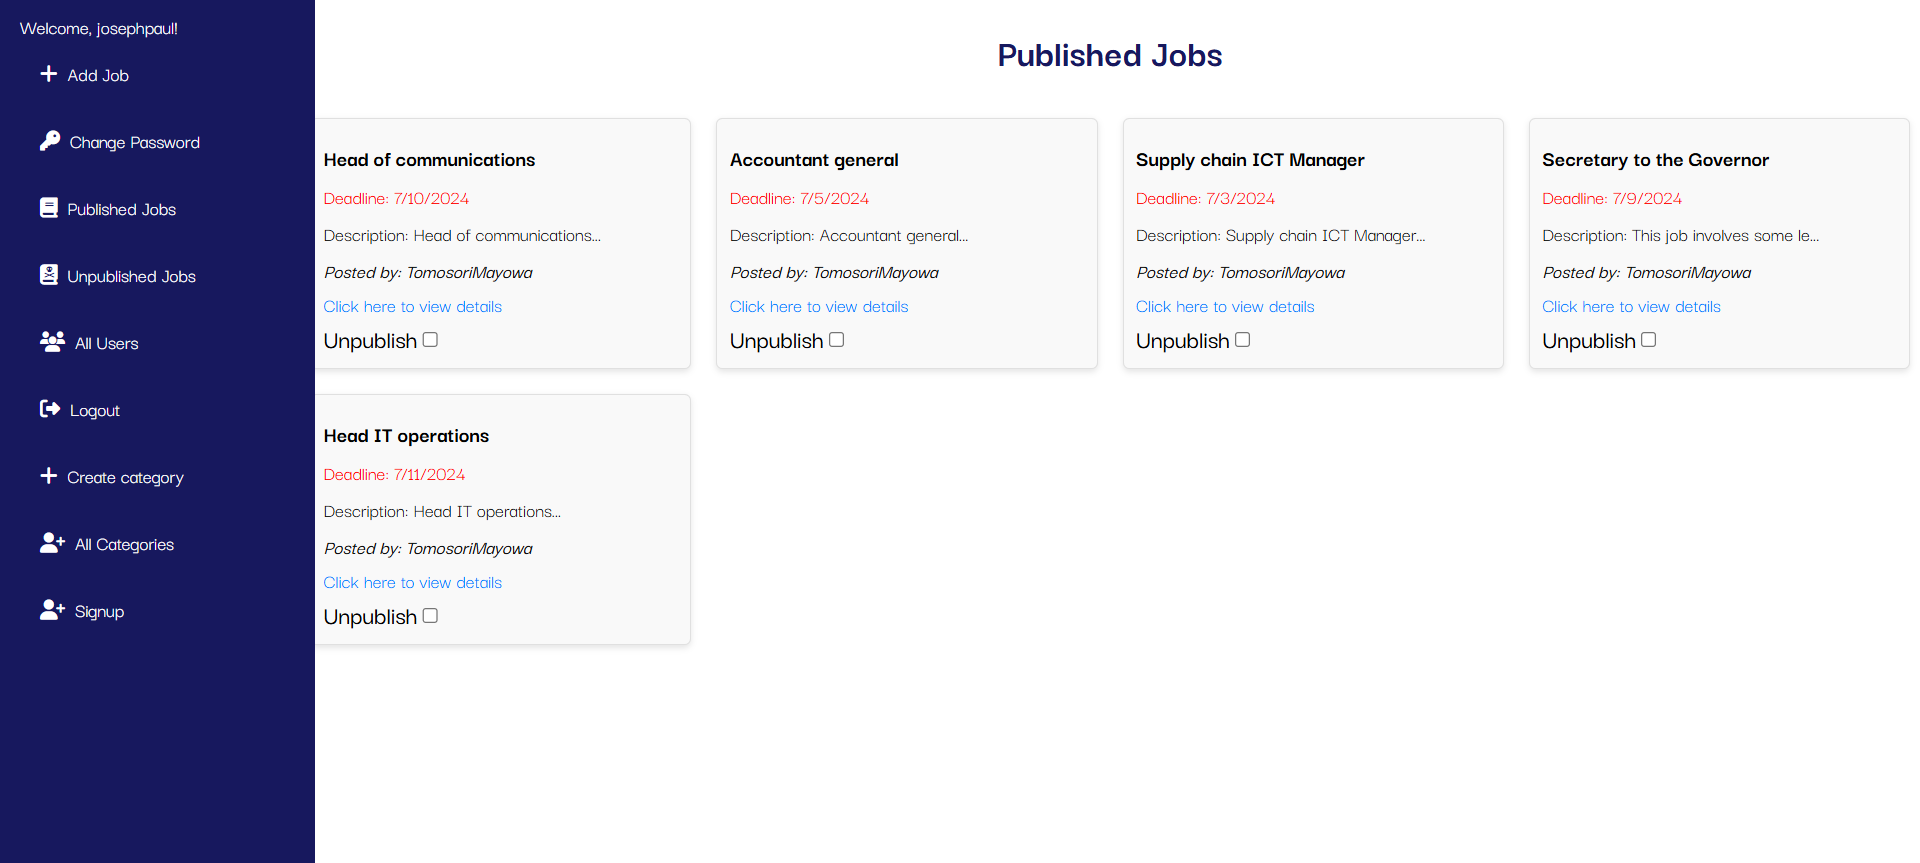 Welcome, josephpaul!
Add Job
Change Password
Published Jobs
Unpublished Jobs
All Users
Logout
Create category
All Categories
Signup
Published Jobs
Head of communications
Deadline: 7/10/2024
Description: Head of communications...
Posted by: TomosoriMayowa
Click here to view details
Unpublish
Accountant general
Deadline: 7/5/2024
Description: Accountant general...
Posted by: TomosoriMayowa
Click here to view details
Unpublish
Supply chain ICT Manager
Deadline: 7/3/2024
Description: Supply chain ICT Manager...
Posted by: TomosoriMayowa
Click here to view details
Unpublish
Secretary to the Governor
Deadline: 7/9/2024
Description: This job involves some le...
Posted by: TomosoriMayowa
Click here to view details
Unpublish
Head IT operations
Deadline: 7/11/2024
Description: Head IT operations...
Posted by: TomosoriMayowa
Click here to view details
Unpublish